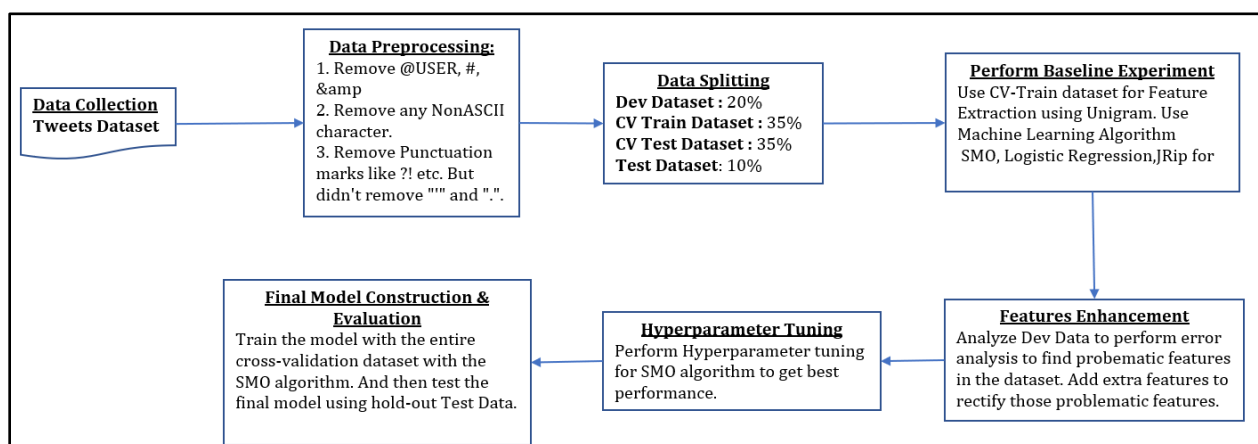 Data Collection
Tweets Dataset
Data Preprocessing:
1. Remove @USER, #,
&amp
2. Remove any NonASCII
character.
3. Remove Punctuation
marks like ?! etc. But
didn't remove "'" and ".".
Data Splitting
Dev Dataset : 20%
CV Train Dataset : 35%
CV Test Dataset : 35%
Test Dataset: 10%
Perform Baseline Experiment
Use CV-Train dataset for Feature
Extraction using Unigram. Use
Machine Learning Algorithm
SMO, Logistic Regression,JRip for
Features Enhancement
Analyze Dev Data to perform error
analysis to find probematic features
in the dataset. Add extra features to
rectify those problematic features.
Hyperparameter Tuning
Perform Hyperparameter tuning
for SMO algorithm to get best
performance.
Final Model Construction &
Evaluation
Train the model with the entire
cross-validation dataset with the
SMO algorithm. And then test the
final model using hold-out Test Data.